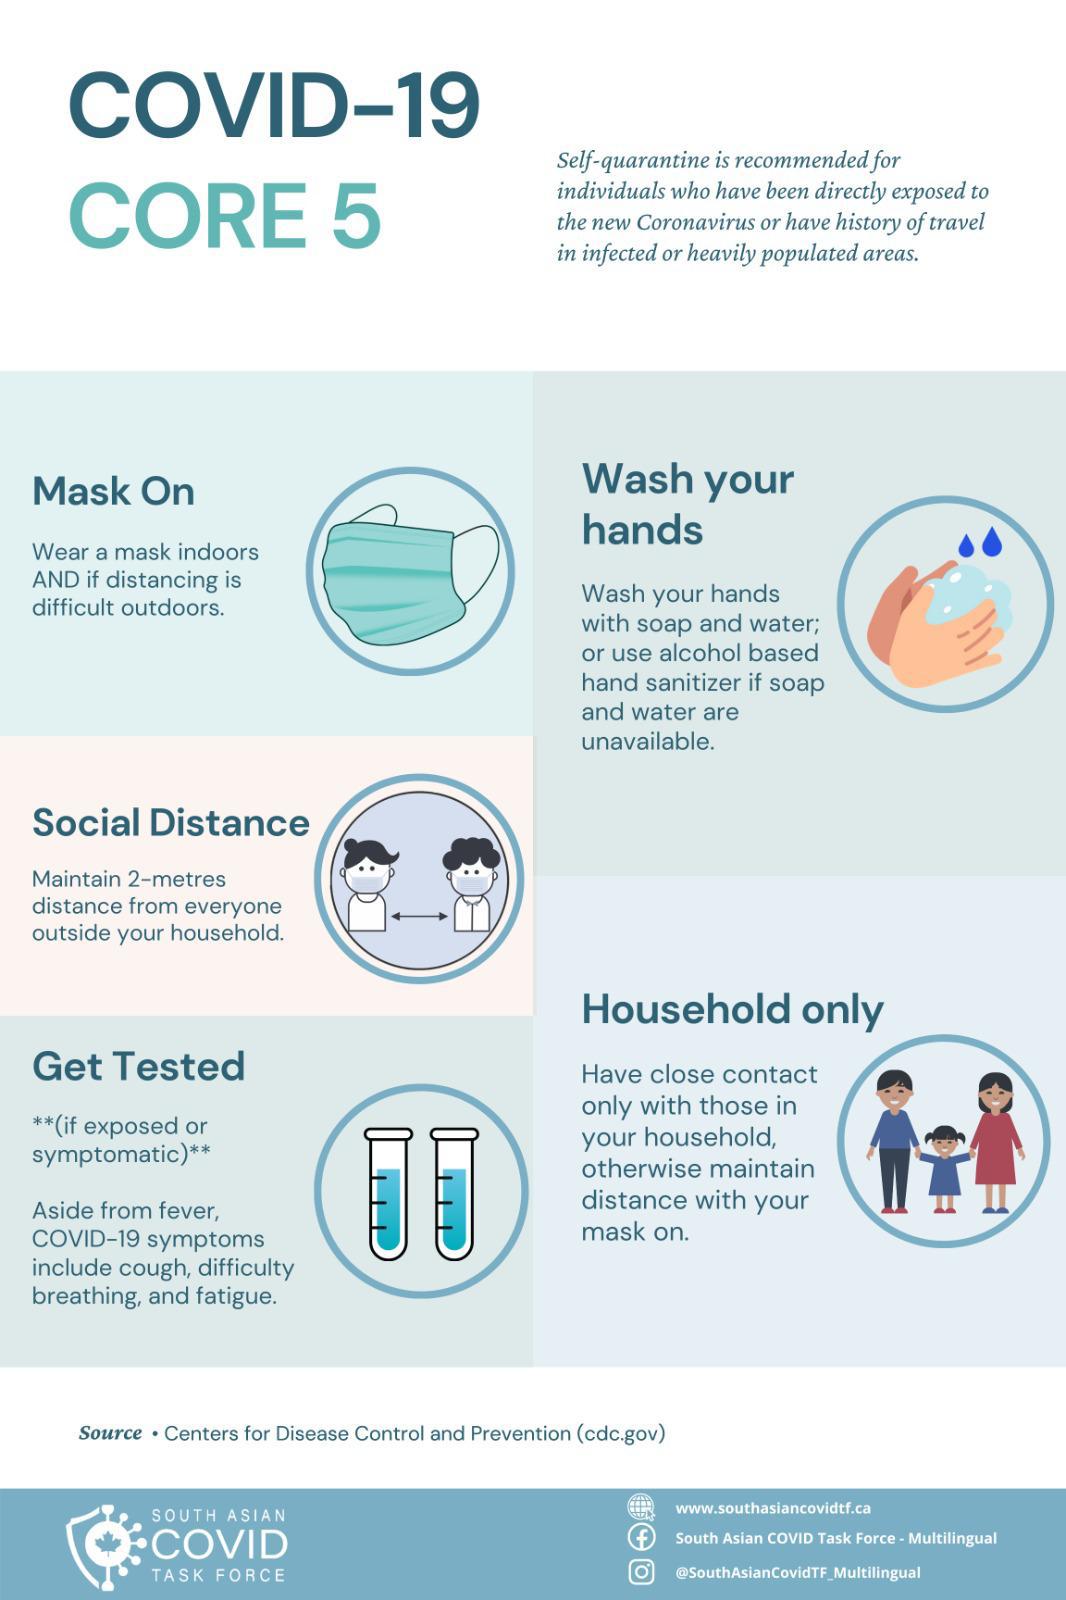 COVID-19
CORE 5
Self-quarantine is recommended for
individuals who have been directly exposed to
the new Coronavirus or have history of travel
in infected or heavily populated areas.
Mask On
Wear a mask indoors
AND if distancing is
difficult outdoors.
Wash your
hands
Wash your hands
with soap and water;
or use alcohol based
hand sanitizer if soap
and water are
unavailable.
Social Distance
Maintain 2-metres
distance from everyone
outside your household.
Household only
Have close contact
only with those in
your household,
otherwise maintain
distance with your
mask on.
Get Tested
**(if exposed or
symptomatic)**
Aside from fever,
COVID-19 symptoms
include cough, difficulty
breathing, and fatigue.
Source • Centers for Disease Control and Prevention (cdc.gov)
SOUTH ASIAN
COVID
TASK FORCE
www.southasiancovidtf.ca
South Asian COVID Task Force - Multilingual
@SouthAsianCovidTF_Multilingual